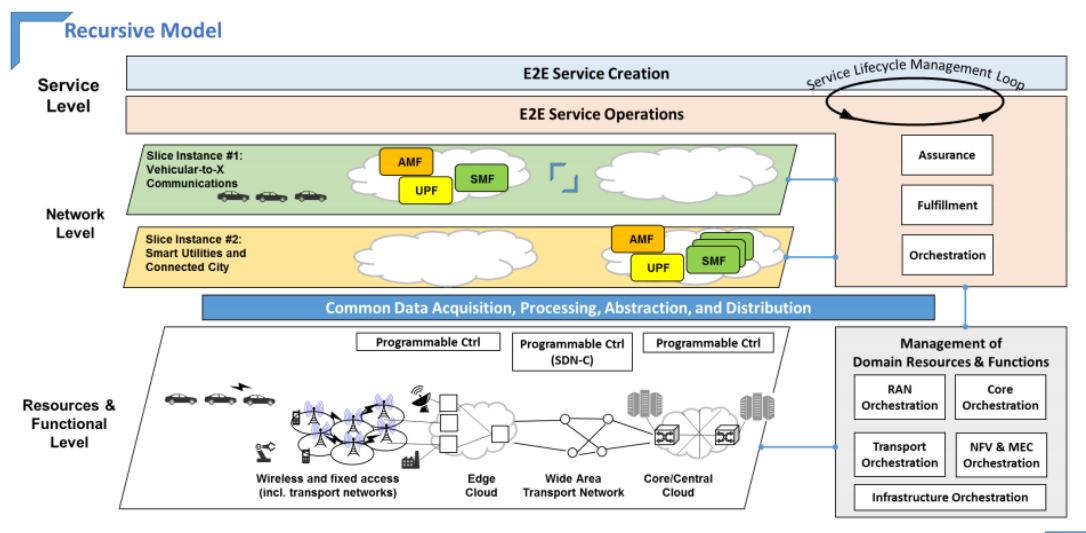 Recursive Model
Service
Level
E2E Service Creation
Service Lifecycle Management Loop
E2E Service Operations
Network
Level
Slice Instance #1:
Vehicular-to-X
Communications
AMF
UPF
SMF
Slice Instance #2:
Smart Utilities and
Connected City
AMF
UPF
SMF
Assurance
Fulfillment
Orchestration
Common Data Acquisition, Processing, Abstraction, and Distribution
Resources &
Functional
Level
Programmable Ctrl
Programmable Ctrl
(SDN-C)
Programmable Ctrl
Wireless and fixed access
(incl. transport networks)
Edge
Cloud
Wide Area
Transport Network
Core/Central
Cloud
Management of
Domain Resources & Functions
RAN
Orchestration
Core
Orchestration
Transport
Orchestration
NFV & MEC
Orchestration
Infrastructure Orchestration